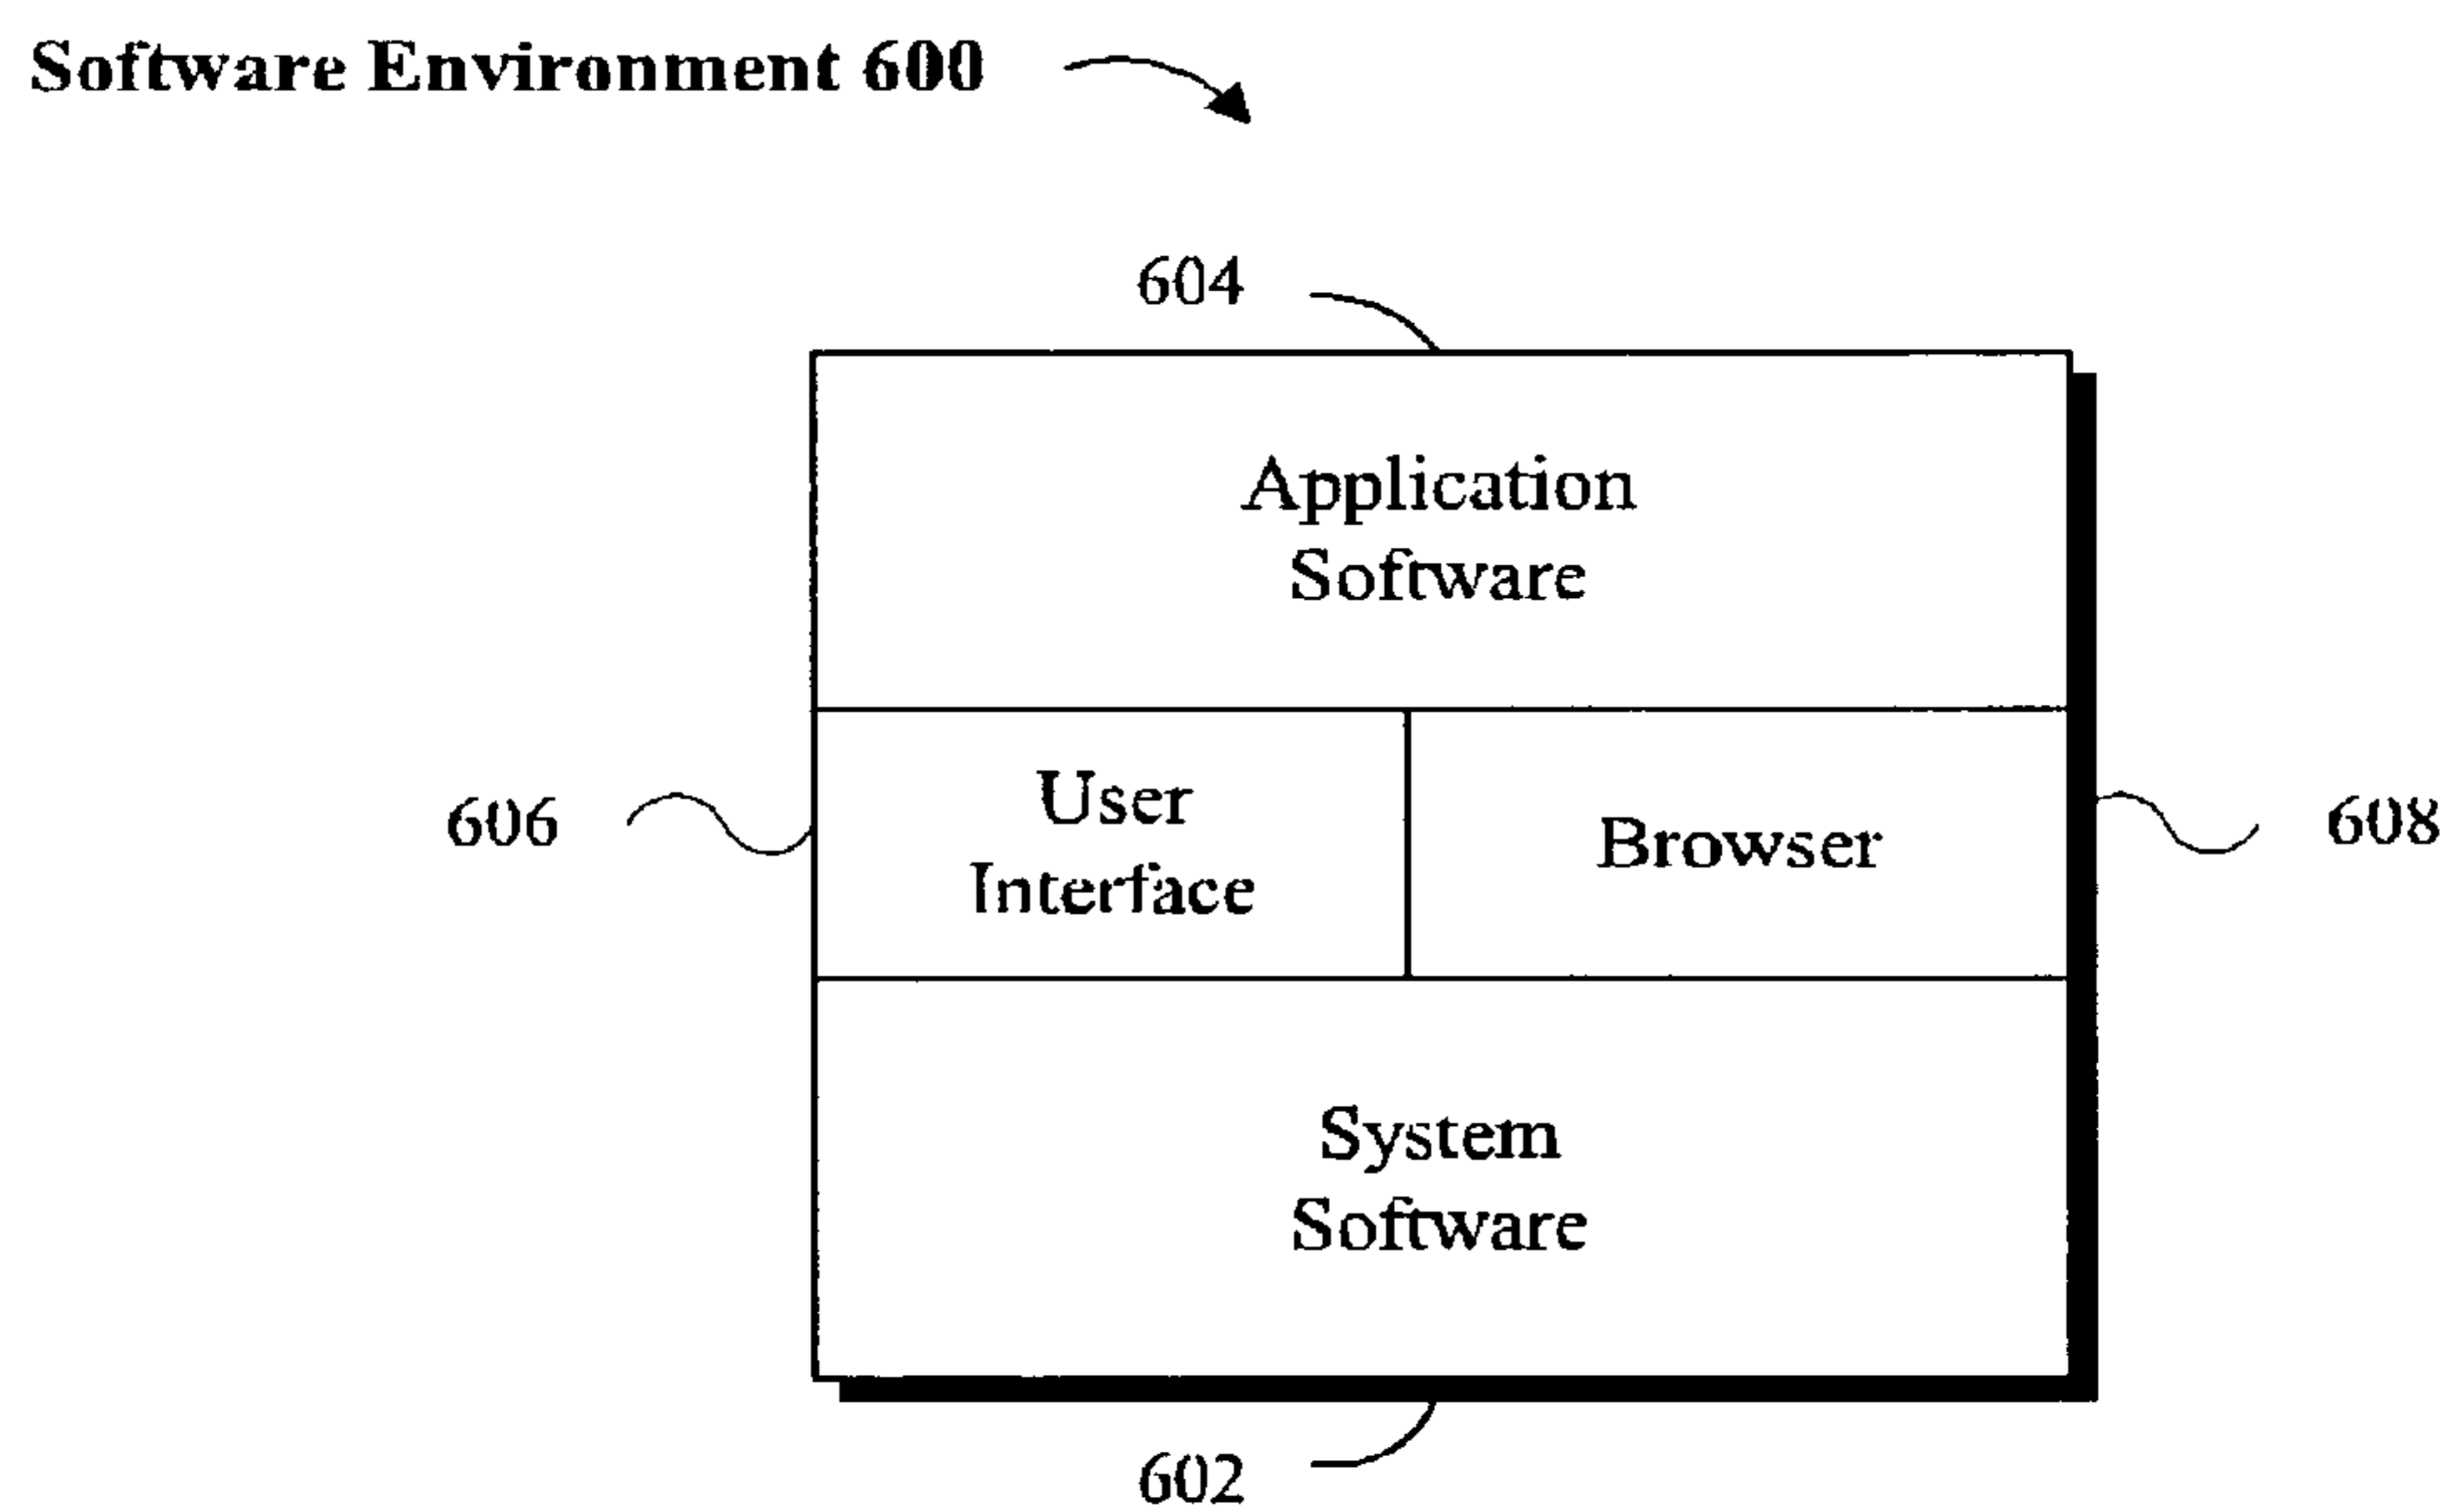 Software Environment 600
604
Application
Software
606
User
Interface
Browser
608
System
Software
602